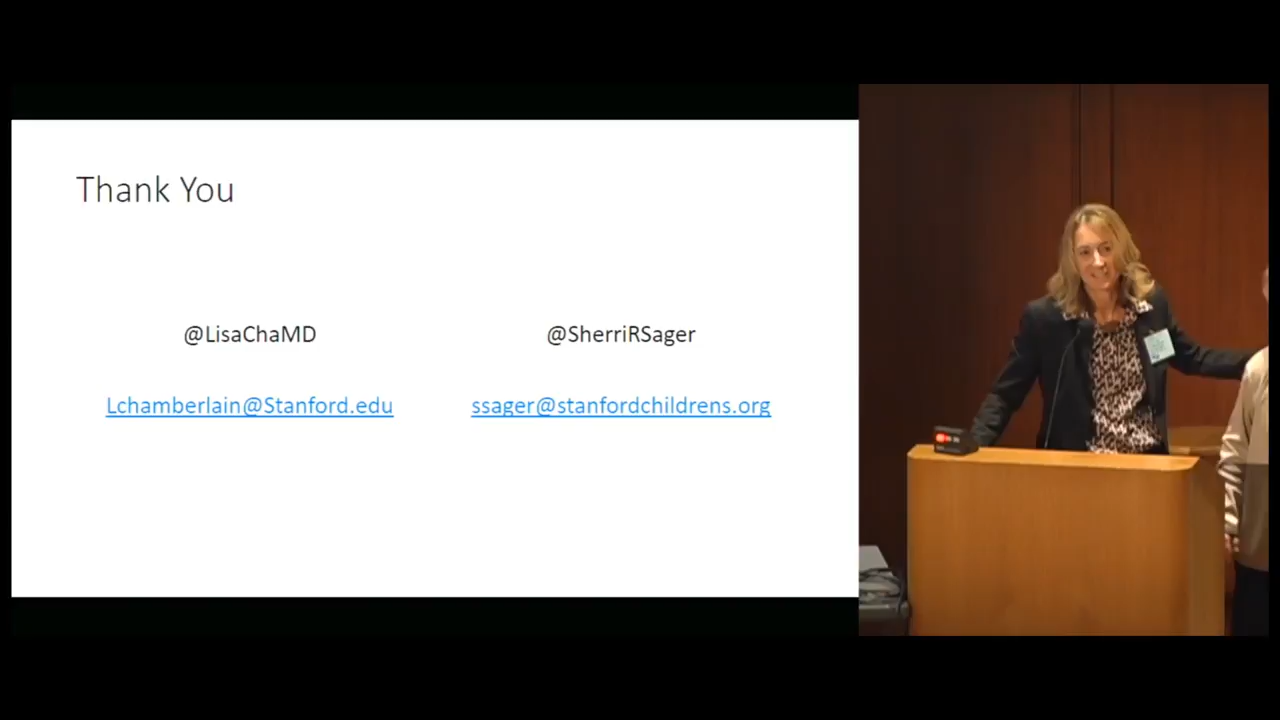 Thank You
@LisaChaMD
@SherriRSager
Lchamberlain@Stanford.edu
ssager@stanfordchildrens.org